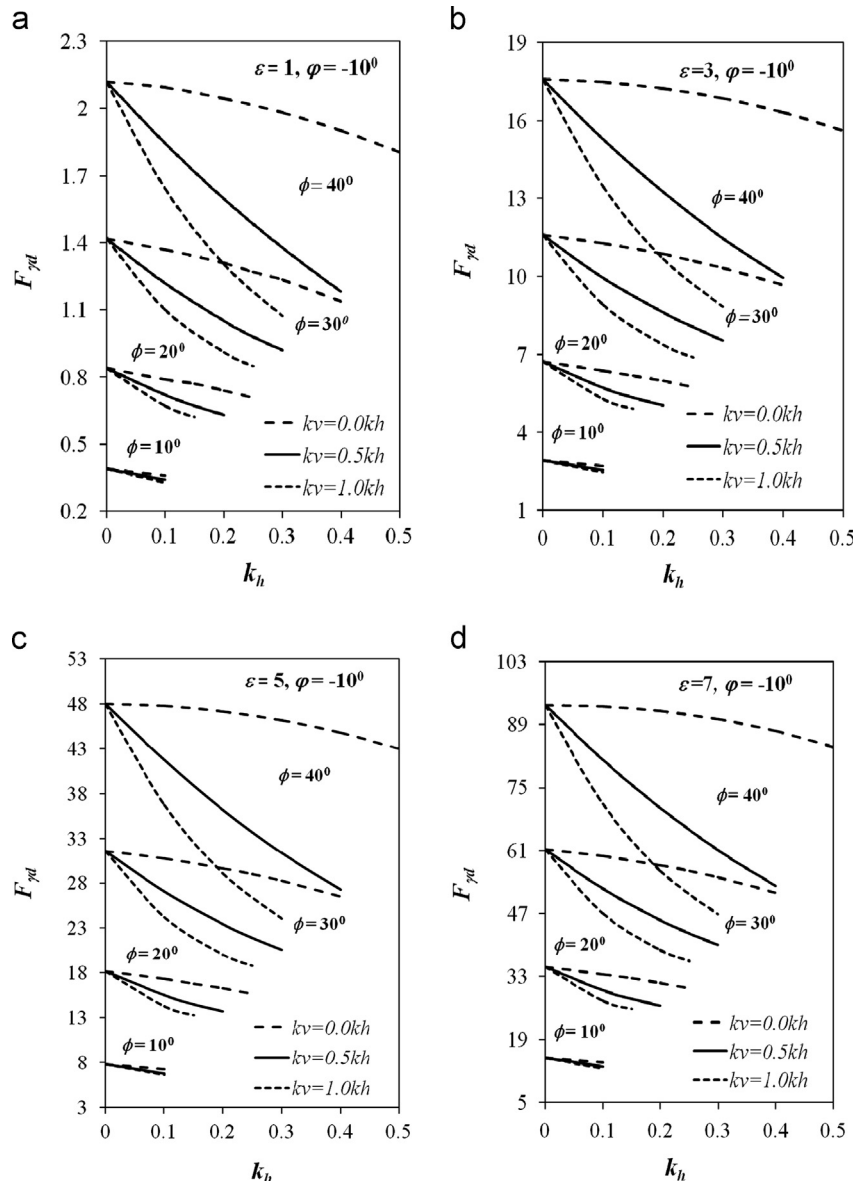 a
2.3
2
1.7
1.4
1.1
0.8
0.5
0.2
F_γd
ε = 1, φ = -10⁰
ϕ = 40⁰
ϕ = 30⁰
ϕ = 20⁰
ϕ = 10⁰
kv=0.0kh
kv=0.5kh
kv=1.0kh
0 0.1 0.2 0.3 0.4 0.5
k_h
b
19
16
13
10
7
4
1
F_γd
ε=3, φ = -10⁰
ϕ = 40⁰
ϕ = 30⁰
ϕ = 20⁰
ϕ = 10⁰
kv=0.0kh
kv=0.5kh
kv=1.0kh
0 0.1 0.2 0.3 0.4 0.5
k_h
c
53
48
43
38
33
28
23
18
13
8
3
F_γd
ε = 5, φ = -10⁰
ϕ = 40⁰
ϕ = 30⁰
ϕ = 20⁰
ϕ = 10⁰
kv=0.0kh
kv=0.5kh
kv=1.0kh
0 0.1 0.2 0.3 0.4 0.5
k_h
d
103
89
75
61
47
33
19
5
F_γd
ε=7, φ = -10⁰
ϕ = 40⁰
ϕ = 30⁰
ϕ = 20⁰
ϕ = 10⁰
kv=0.0kh
kv=0.5kh
kv=1.0kh
0 0.1 0.2 0.3 0.4 0.5
k_h